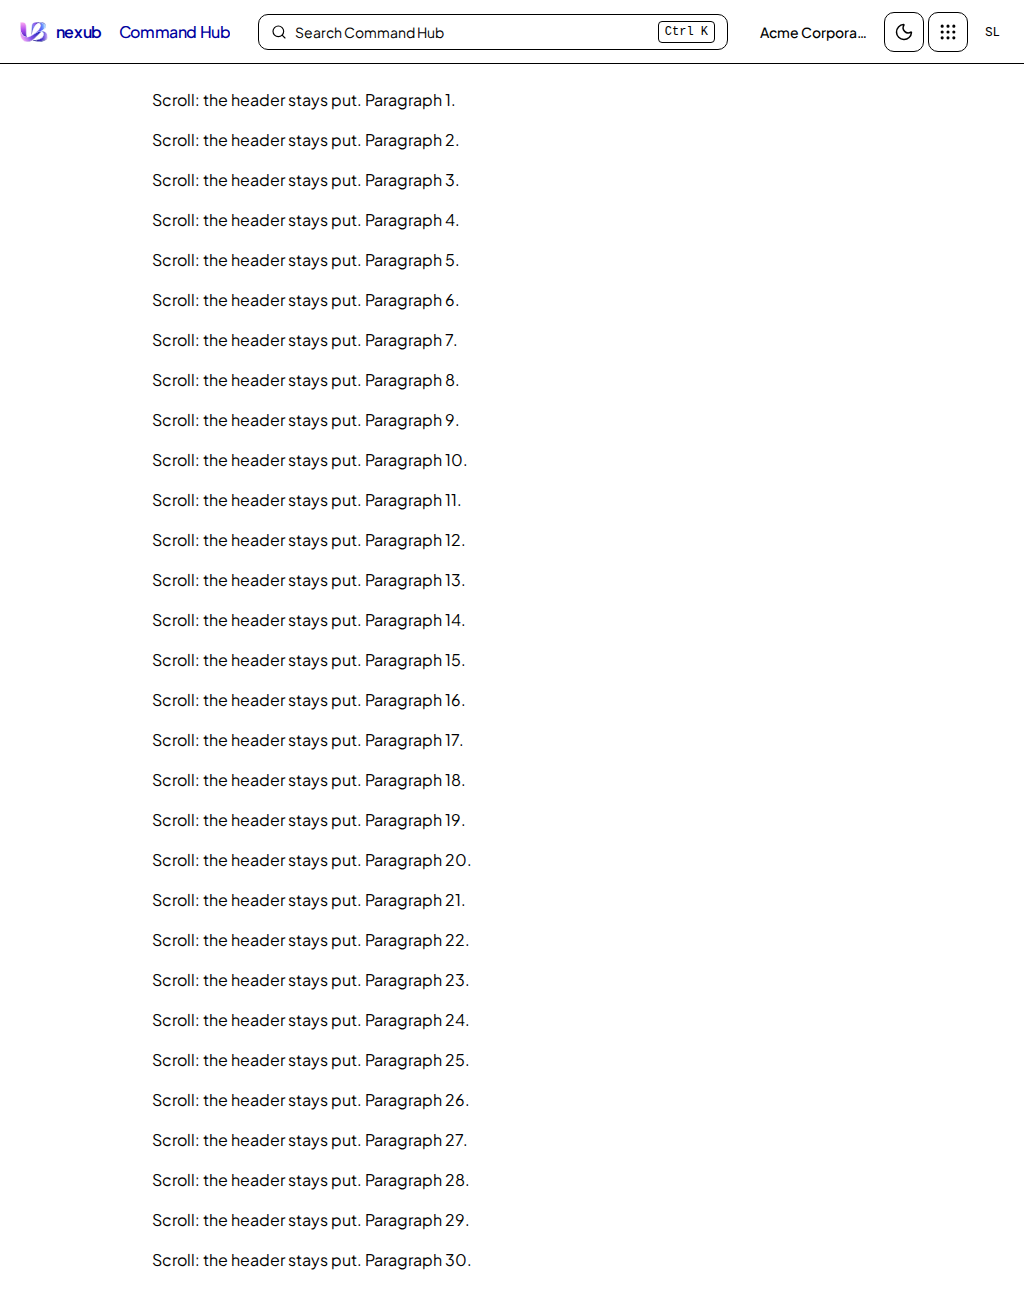 nexub Command Hub Search Command Hub Ctrl K Acme Corpora... SL
Scroll: the header stays put. Paragraph 1.
Scroll: the header stays put. Paragraph 2.
Scroll: the header stays put. Paragraph 3.
Scroll: the header stays put. Paragraph 4.
Scroll: the header stays put. Paragraph 5.
Scroll: the header stays put. Paragraph 6.
Scroll: the header stays put. Paragraph 7.
Scroll: the header stays put. Paragraph 8.
Scroll: the header stays put. Paragraph 9.
Scroll: the header stays put. Paragraph 10.
Scroll: the header stays put. Paragraph 11.
Scroll: the header stays put. Paragraph 12.
Scroll: the header stays put. Paragraph 13.
Scroll: the header stays put. Paragraph 14.
Scroll: the header stays put. Paragraph 15.
Scroll: the header stays put. Paragraph 16.
Scroll: the header stays put. Paragraph 17.
Scroll: the header stays put. Paragraph 18.
Scroll: the header stays put. Paragraph 19.
Scroll: the header stays put. Paragraph 20.
Scroll: the header stays put. Paragraph 21.
Scroll: the header stays put. Paragraph 22.
Scroll: the header stays put. Paragraph 23.
Scroll: the header stays put. Paragraph 24.
Scroll: the header stays put. Paragraph 25.
Scroll: the header stays put. Paragraph 26.
Scroll: the header stays put. Paragraph 27.
Scroll: the header stays put. Paragraph 28.
Scroll: the header stays put. Paragraph 29.
Scroll: the header stays put. Paragraph 30.